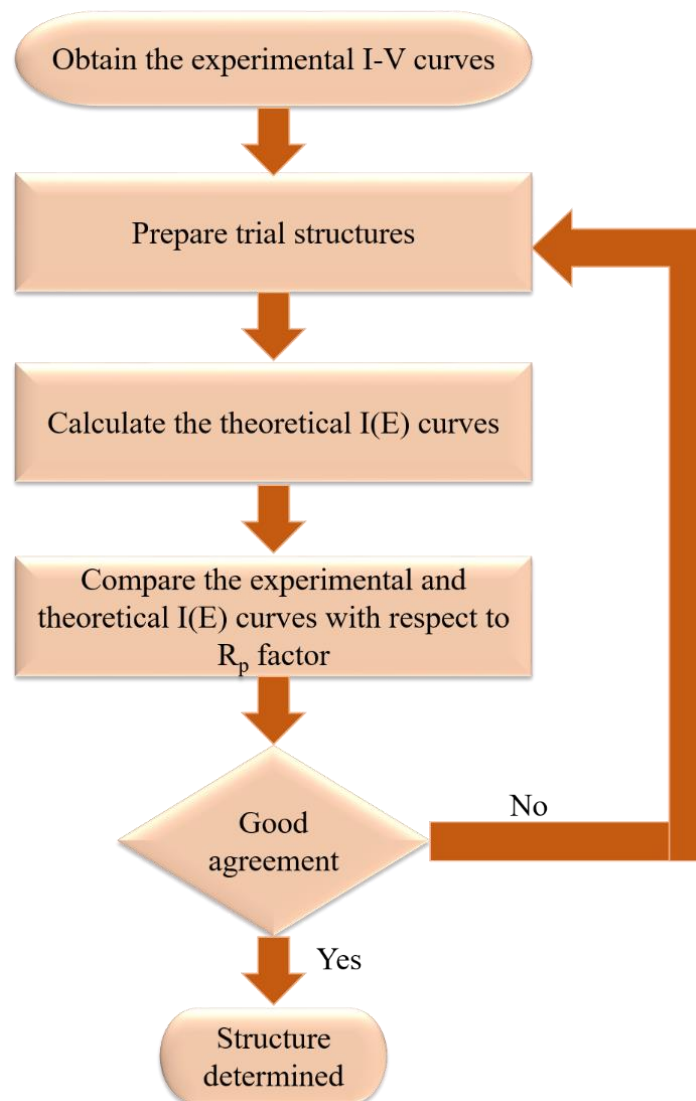 Obtain the experimental I-V curves
Prepare trial structures
Calculate the theoretical I(E) curves
Compare the experimental and
theoretical I(E) curves with respect to
Rₚ factor
Good
agreement
No
Yes
Structure
determined